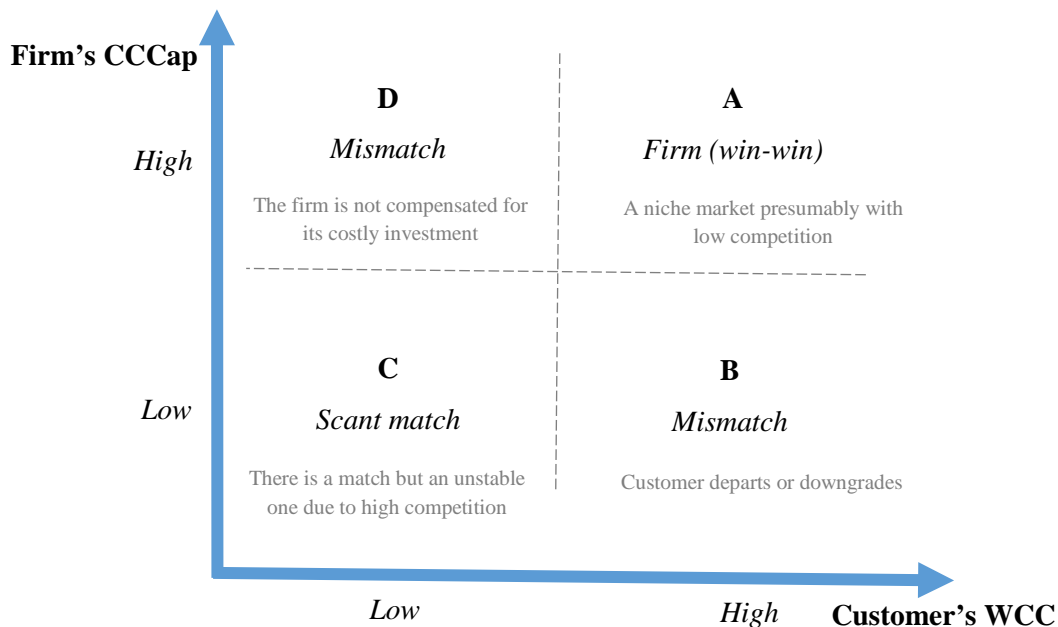 Firm’s CCCap
D
A
Mismatch
Firm (win-win)
High
The firm is not compensated for
its costly investment
A niche market presumably with
low competition
C
B
Low
Scant match
Mismatch
There is a match but an unstable
one due to high competition
Customer departs or downgrades
Low
High
Customer’s WCC